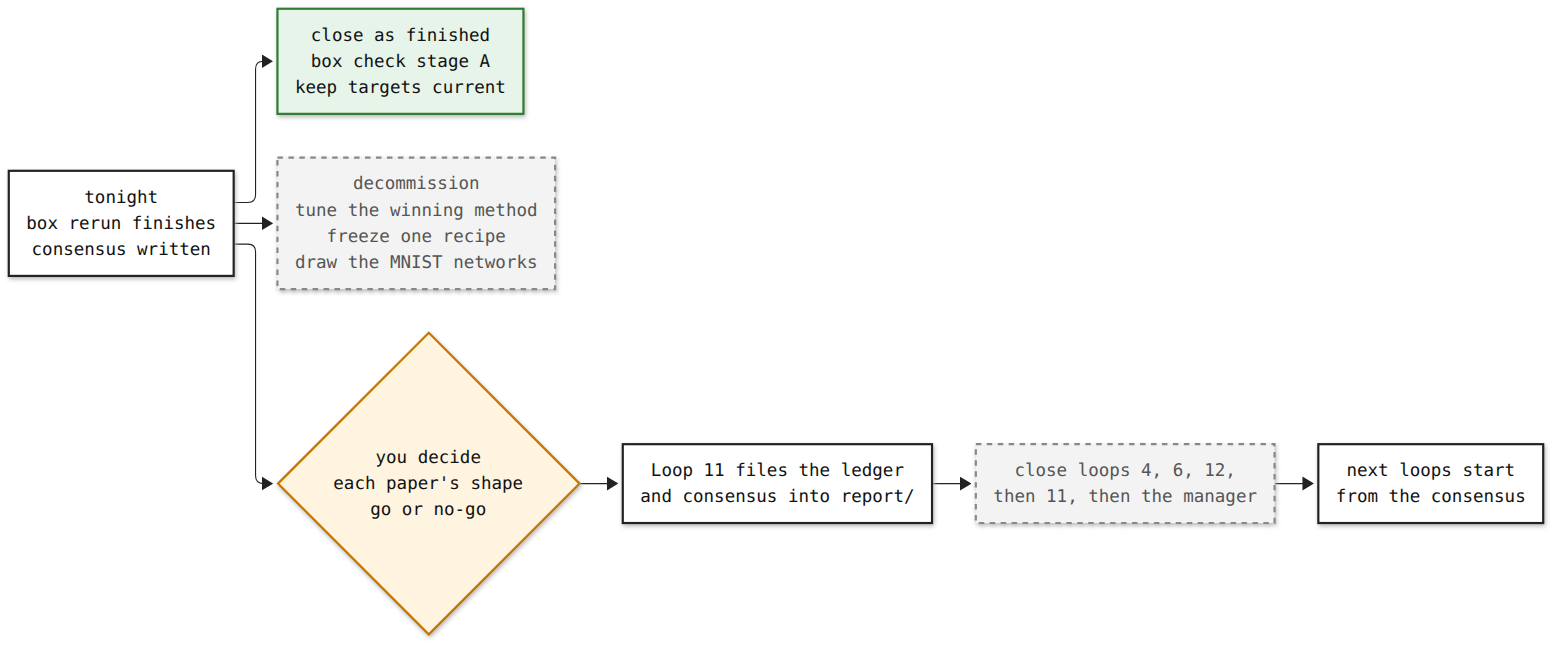 close as finished
box check stage A
keep targets current
tonight
box rerun finishes
consensus written
decommission
tune the winning method
freeze one recipe
draw the MNIST networks
you decide
each paper's shape
go or no-go
Loop 11 files the ledger
and consensus into report/
close loops 4, 6, 12,
then 11, then the manager
next loops start
from the consensus